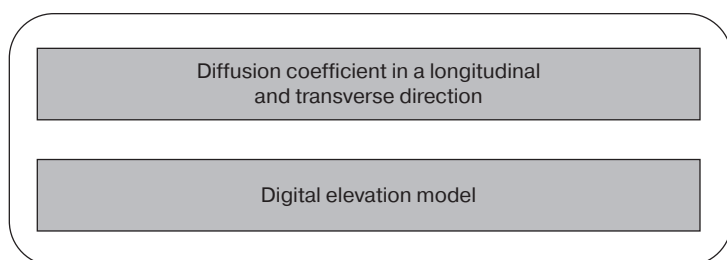 Diffusion coefficient in a longitudinal
and transverse direction
Digital elevation model